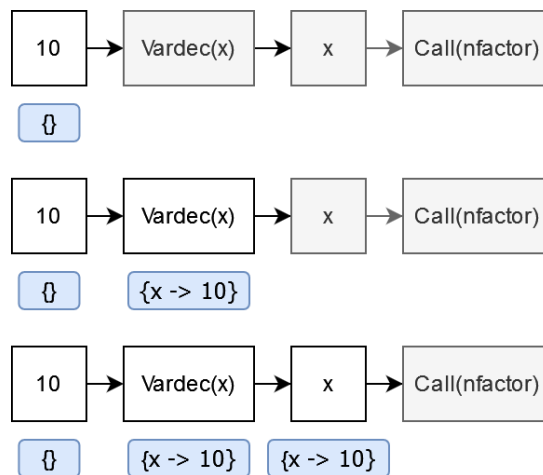 10 Vardec(x) x Call(nfactor)
{}
10 Vardec(x) x Call(nfactor)
{} {x -> 10}
10 Vardec(x) x Call(nfactor)
{} {x -> 10} {x -> 10}